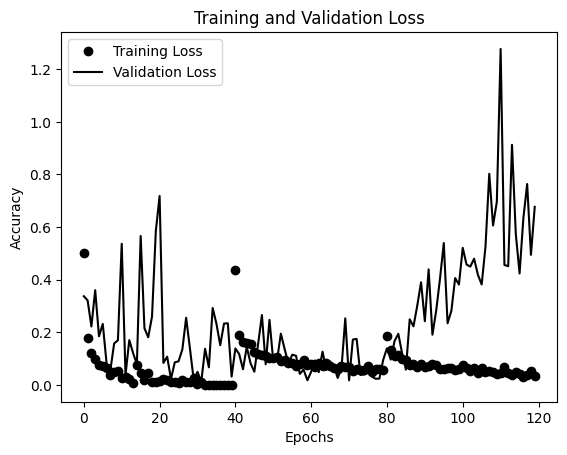 Training and Validation Loss
Training Loss
Validation Loss
1.2
1.0
0.8
0.6
0.4
0.2
0.0
Accuracy
0 20 40 60 80 100 120
Epochs